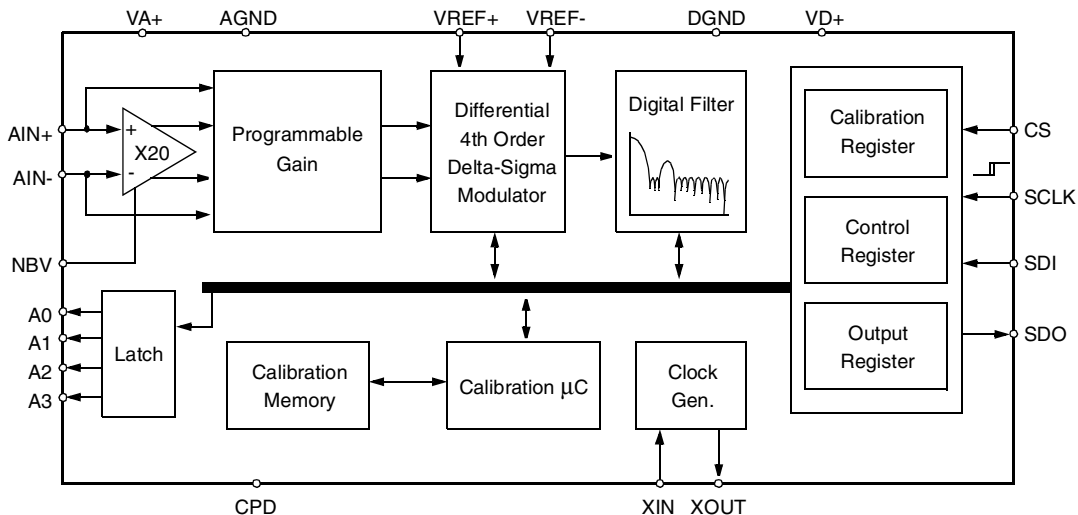 VA+
AGND
VREF+
VREF-
DGND
VD+
AIN+
AIN-
NBV
+
X20
-
Programmable
Gain
Differential
4th Order
Delta-Sigma
Modulator
Digital Filter
Calibration
Register
Control
Register
Output
Register
CS
SCLK
SDI
SDO
A0
A1
A2
A3
Latch
Calibration
Memory
Calibration μC
Clock
Gen.
CPD
XIN
XOUT